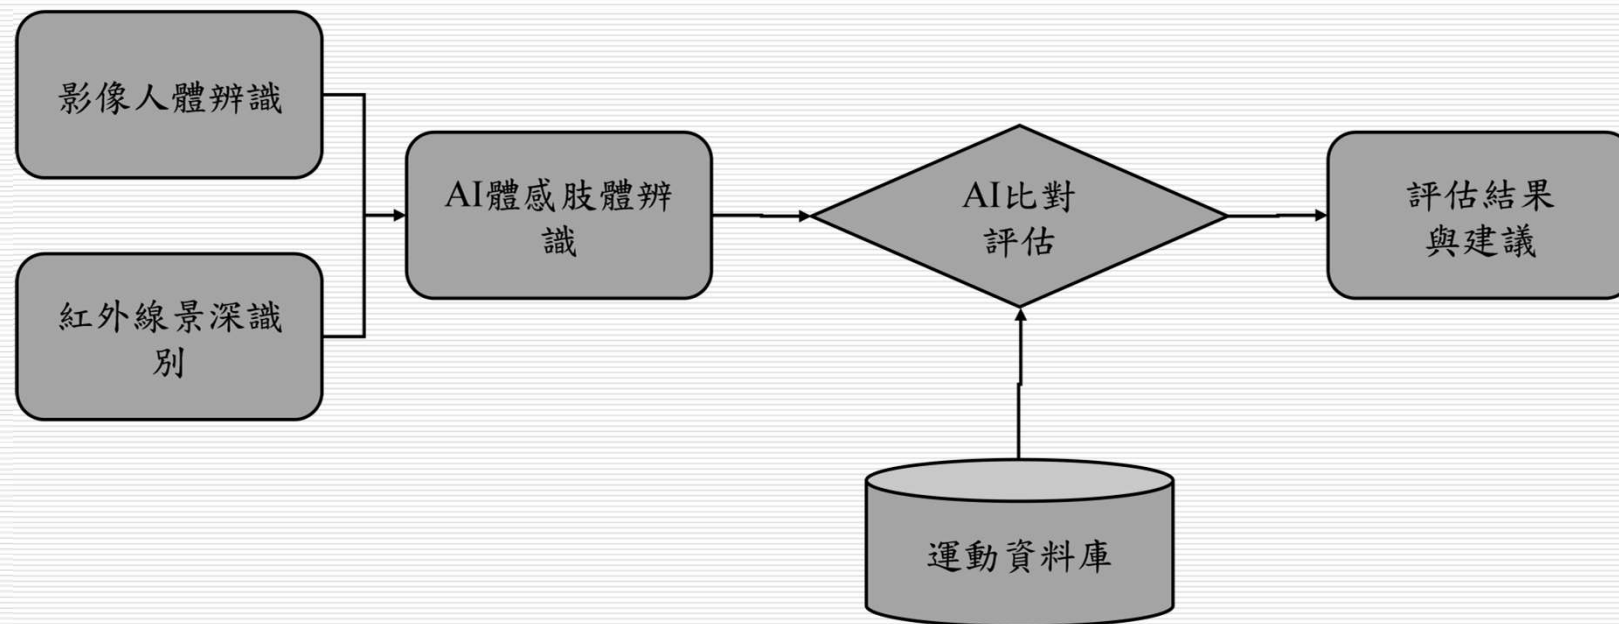 影像人體辨識
紅外線景深識
別
AI體感肢體辨
識
AI比對
評估
評估結果
與建議
運動資料庫